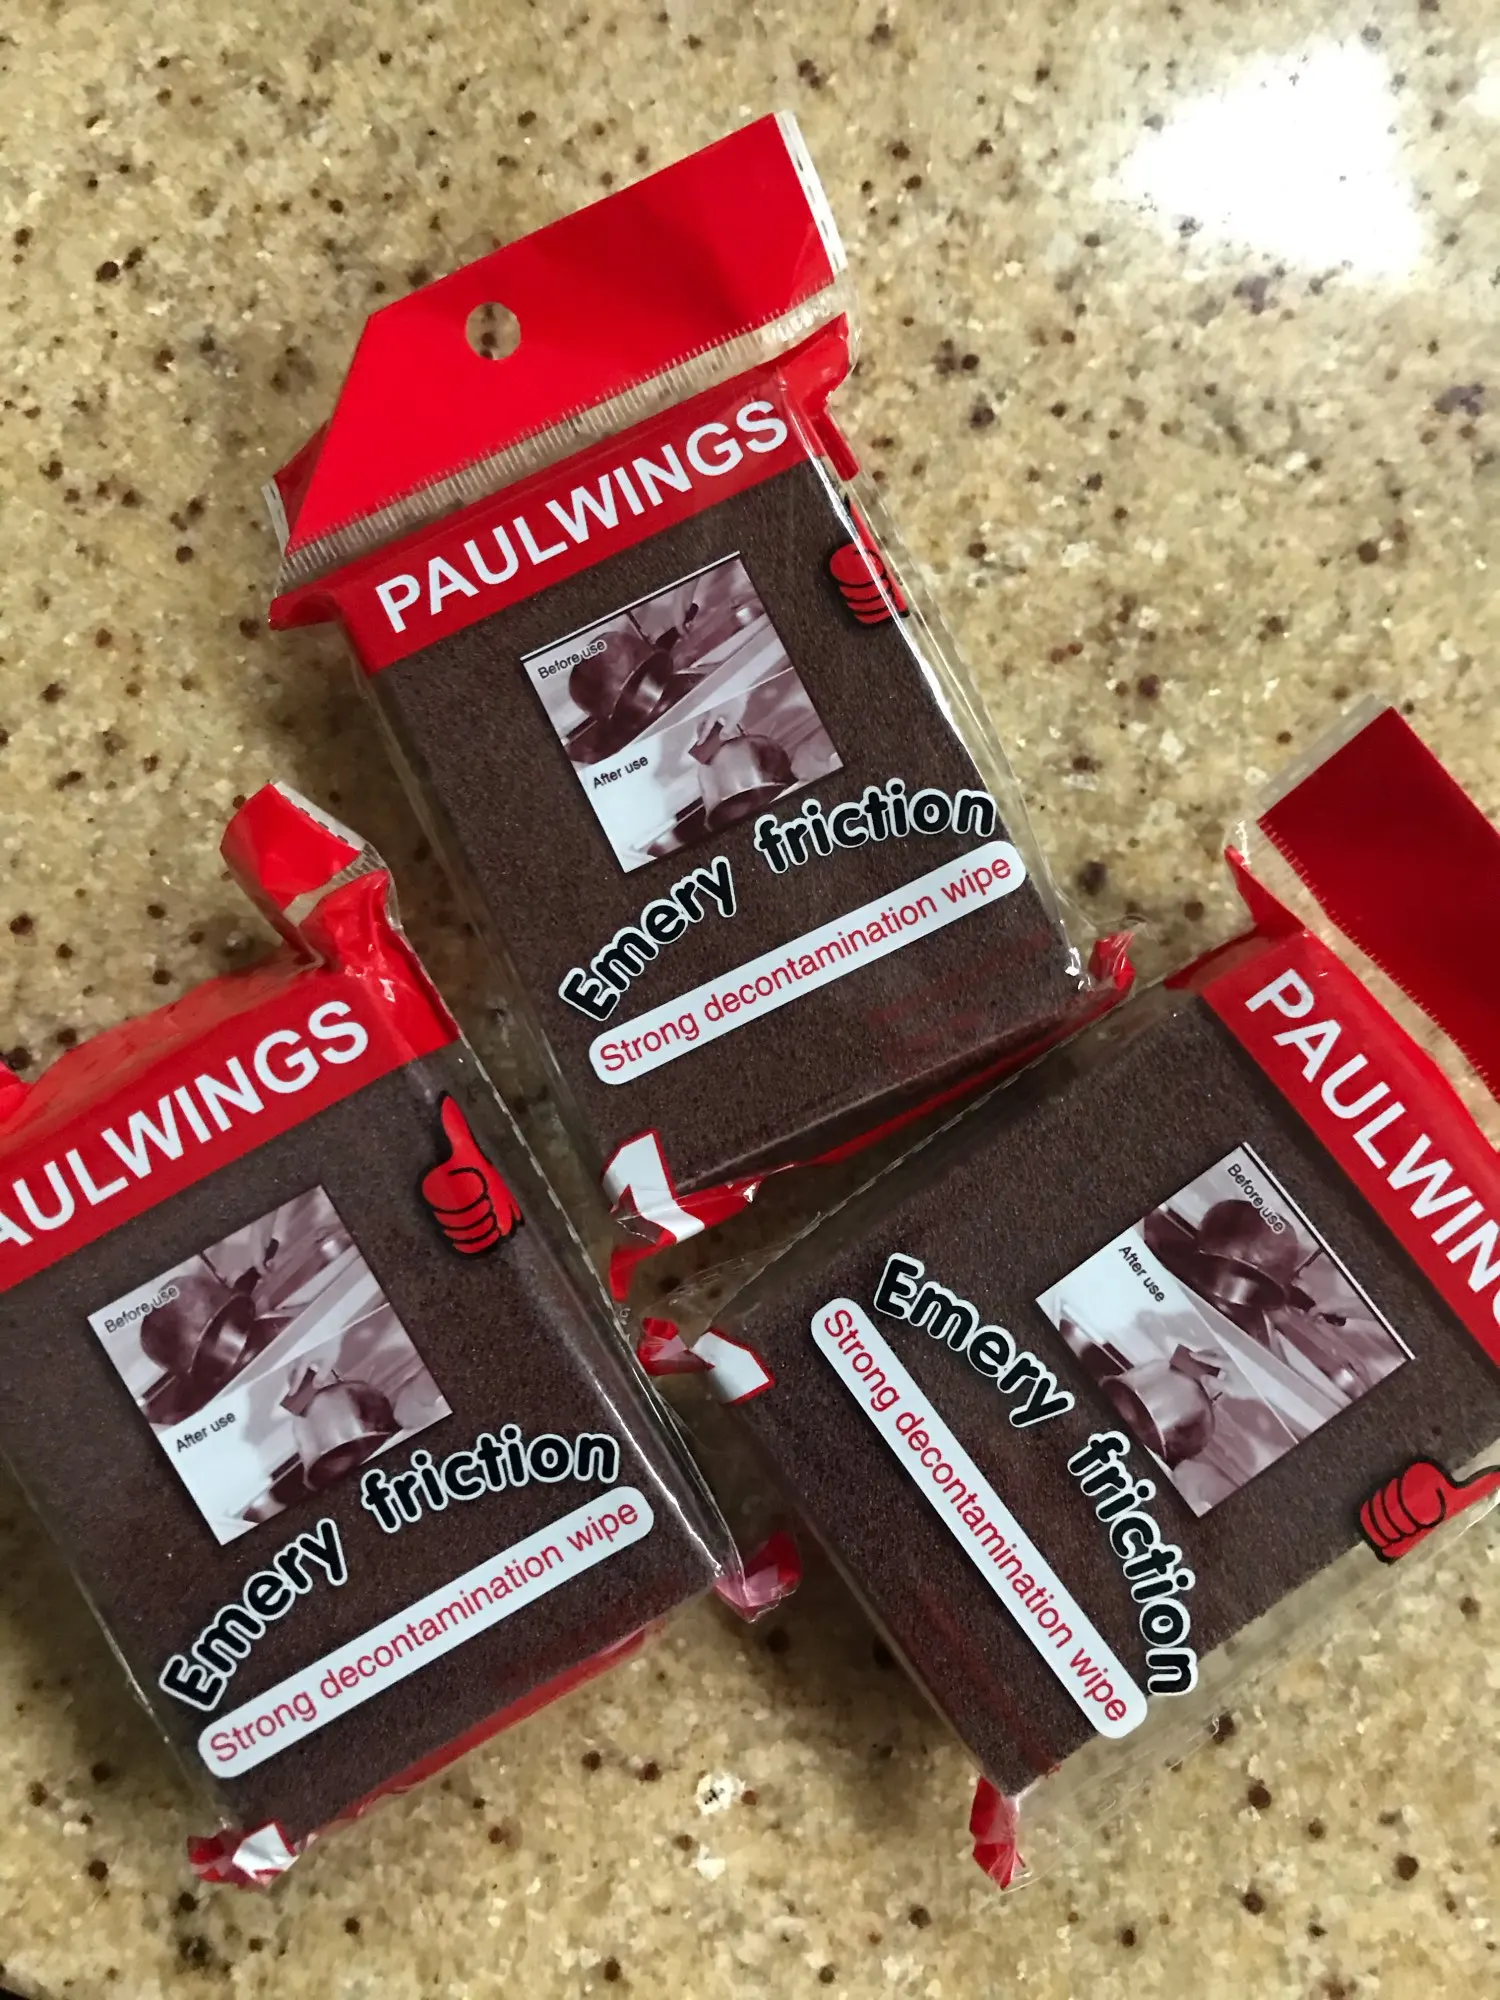 PAULWINGS
Before use
After use
Emery friction
Strong decontamination wipe
AULWINGS
Before use
After use
Emery friction
Strong decontamination wipe
PAULWIN
Before use
After use
Emery friction
Strong decontamination wipe